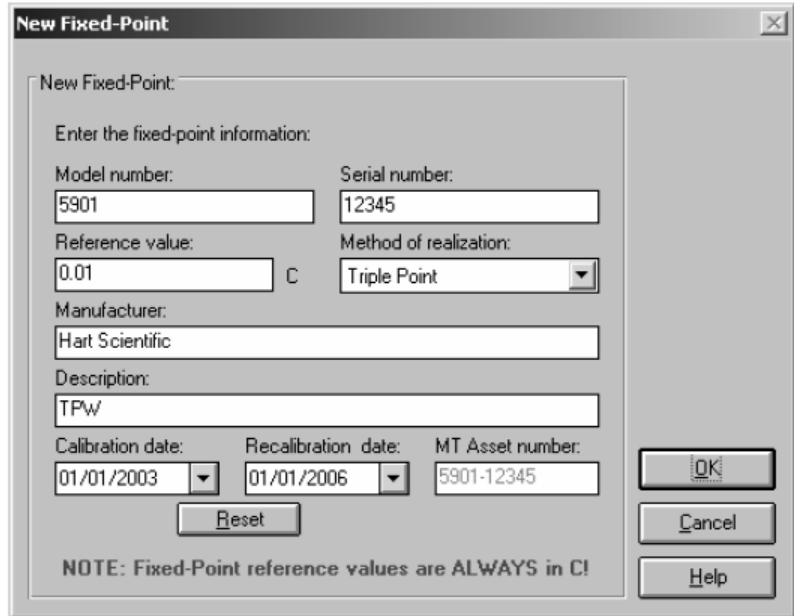 New Fixed-Point
New Fixed-Point:
Enter the fixed-point information:
Model number: Serial number:
5901 12345
Reference value: Method of realization:
0.01 C Triple Point
Manufacturer:
Hart Scientific
Description:
TPW
Calibration date: Recalibration date: MT Asset number:
01/01/2003 01/01/2006 5901-12345
OK
Reset
Cancel
NOTE: Fixed-Point reference values are ALWAYS in C!
Help